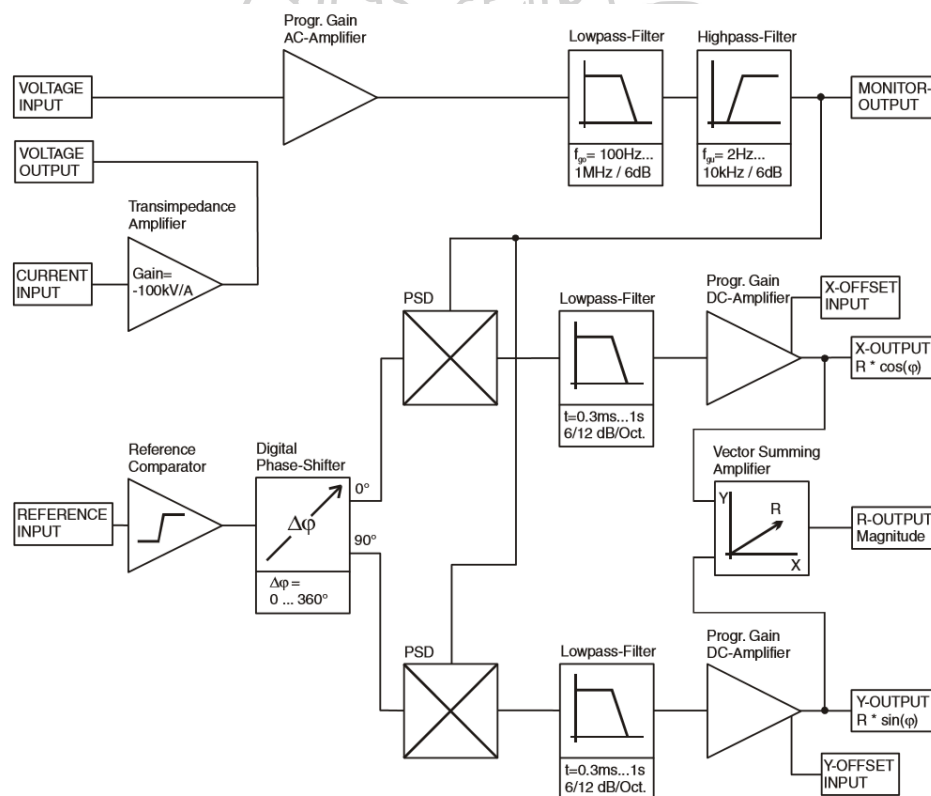 Progr. Gain
AC-Amplifier
Lowpass-Filter
Highpass-Filter
VOLTAGE
INPUT
MONITOR-
OUTPUT
f_go= 100Hz...
1MHz / 6dB
f_gu= 2Hz...
10kHz / 6dB
VOLTAGE
OUTPUT
Transimpedance
Amplifier
CURRENT
INPUT
Gain=
-100kV/A
PSD
Lowpass-Filter
Progr. Gain
DC-Amplifier
X-OFFSET
INPUT
X-OUTPUT
R * cos(φ)
t=0.3ms...1s
6/12 dB/Oct.
Reference
Comparator
Digital
Phase-Shifter
Vector Summing
Amplifier
REFERENCE
INPUT
Δφ
0°
90°
Y
R
X
R-OUTPUT
Magnitude
Δφ =
0 ... 360°
PSD
Lowpass-Filter
Progr. Gain
DC-Amplifier
Y-OUTPUT
R * sin(φ)
t=0.3ms...1s
6/12 dB/Oct.
Y-OFFSET
INPUT